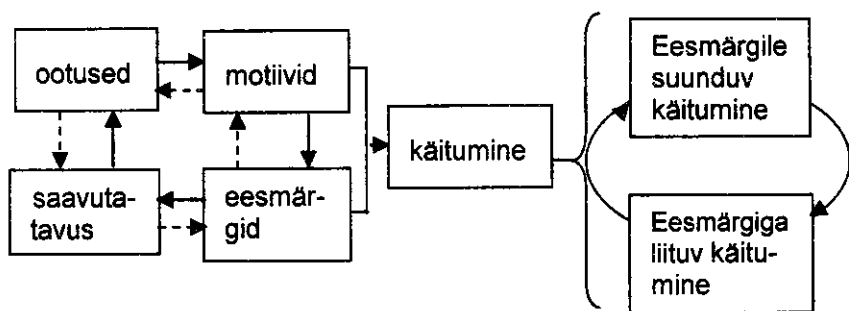 ootused
motiivid
saavuta-
tavus
eesmär-
gid
käitumine
Eesmärgile
suunduv
käitumine
Eesmärgiga
liituv käitu-
mine